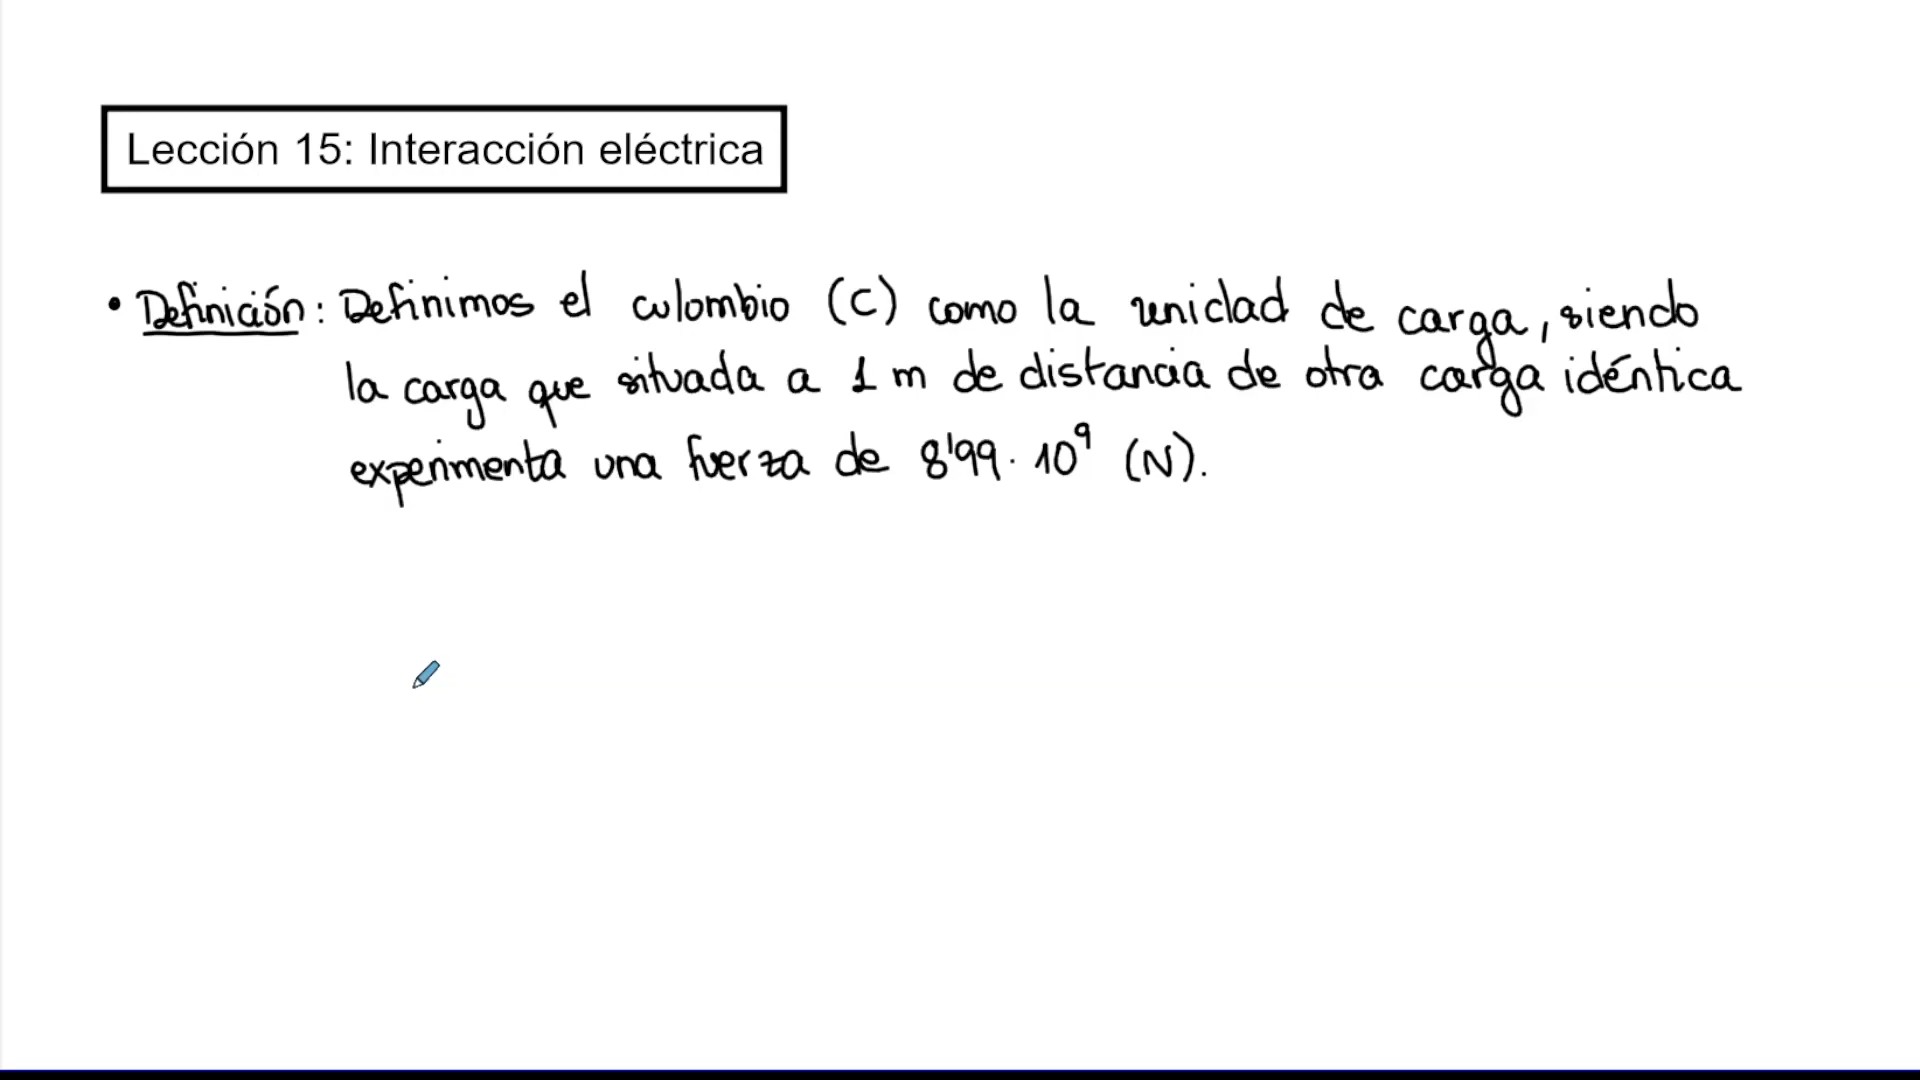 Lección 15: Interacción eléctrica
• Definición: Definimos el culombio (C) como la unidad de carga, siendo
la carga que situada a 1 m de distancia de otra carga idéntica
experimenta una fuerza de 8'99 · 10⁹ (N).